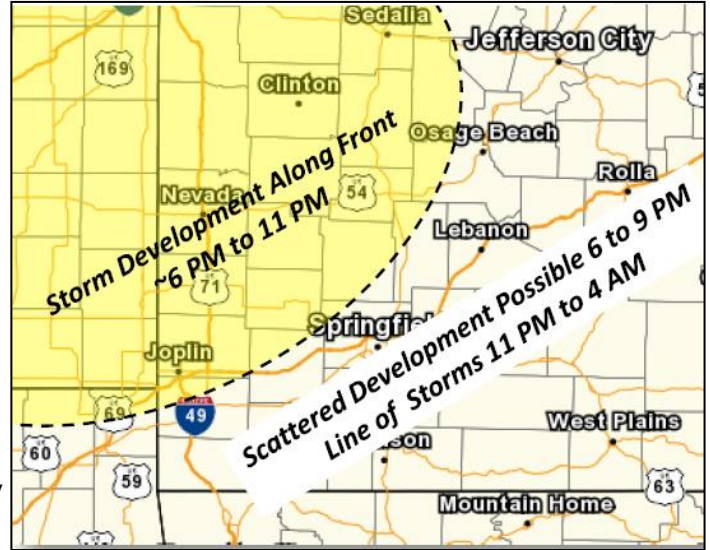 Sedalia
Jefferson City
169
Clinton
Osage Beach
Storm Development Along Front
~6 PM to 11 PM
Rolla
Nevada
54
Lebanon
71
Scattered Development Possible 6 to 9 PM
Line of Storms 11 PM to 4 AM
Joplin
69
49
West Plains
60
59
63
Mountain Home